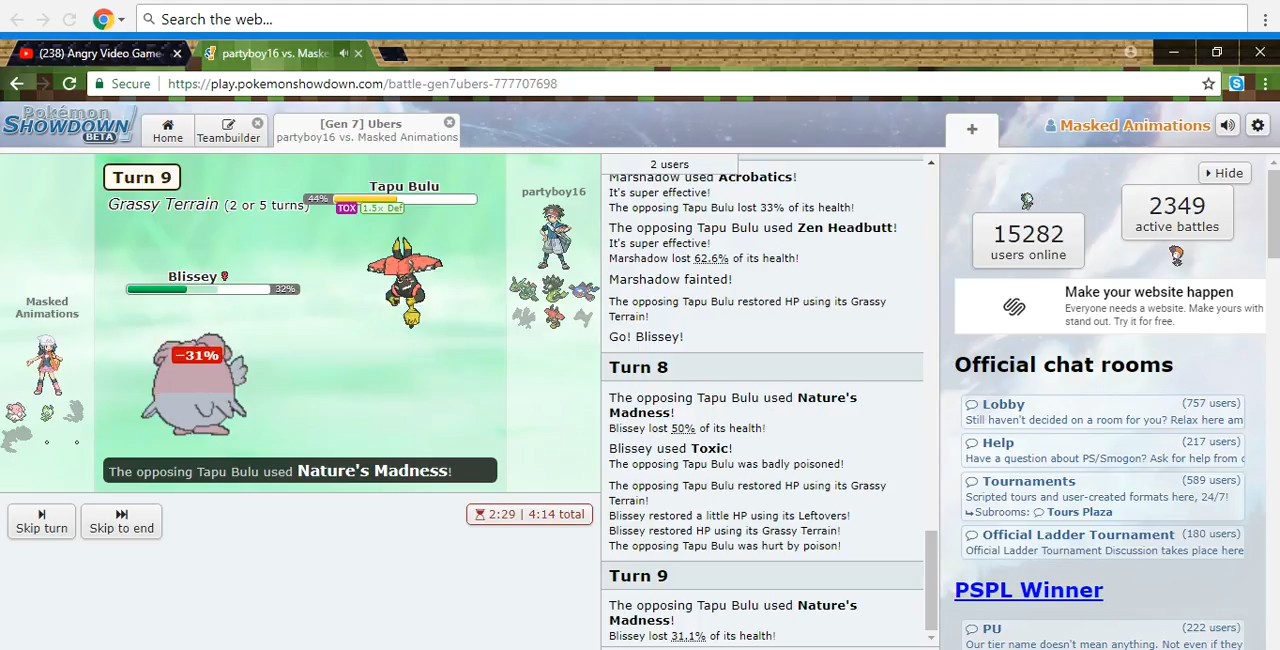 Search the web...
(238) Angry Video Game
partyboy16 vs. Maske
Secure
https://play.pokemonshowdown.com/battle-gen7ubers-777707698
Pokémon
SHOWDOWN
BETA
Home
Teambuilder
[Gen 7] Ubers
partyboy16 vs. Masked Animations
+
Masked Animations
Turn 9
Grassy Terrain (2 or 5 turns)
Tapu Bulu
44%
TOX
1.5× Def
Blissey
32%
−31%
Masked
Animations
partyboy16
The opposing Tapu Bulu used Nature's Madness!
Skip turn
Skip to end
2:29 | 4:14 total
2 users
Marshadow used Acrobatics!
It's super effective!
The opposing Tapu Bulu lost 33% of its health!
The opposing Tapu Bulu used Zen Headbutt!
It's super effective!
Marshadow lost 62.6% of its health!
Marshadow fainted!
The opposing Tapu Bulu restored HP using its Grassy
Terrain!
Go! Blissey!
Turn 8
The opposing Tapu Bulu used Nature's
Madness!
Blissey lost 50% of its health!
Blissey used Toxic!
The opposing Tapu Bulu was badly poisoned!
The opposing Tapu Bulu restored HP using its Grassy
Terrain!
Blissey restored a little HP using its Leftovers!
Blissey restored HP using its Grassy Terrain!
The opposing Tapu Bulu was hurt by poison!
Turn 9
The opposing Tapu Bulu used Nature's
Madness!
Blissey lost 31.1% of its health!
Hide
15282
users online
2349
active battles
Make your website happen
Everyone needs a website. Make yours with
stand out. Try it for free.
Official chat rooms
Lobby
(757 users)
Still haven't decided on a room for you? Relax here am
Help
(217 users)
Have a question about PS/Smogon? Ask for help from o
Tournaments
(589 users)
Scripted tours and user-created formats here, 24/7!
↳Subrooms: Tours Plaza
Official Ladder Tournament
(180 users)
Official Ladder Tournament Discussion takes place here
PSPL Winner
PU
(222 users)
Our tier name doesn't mean anything. Not even if they